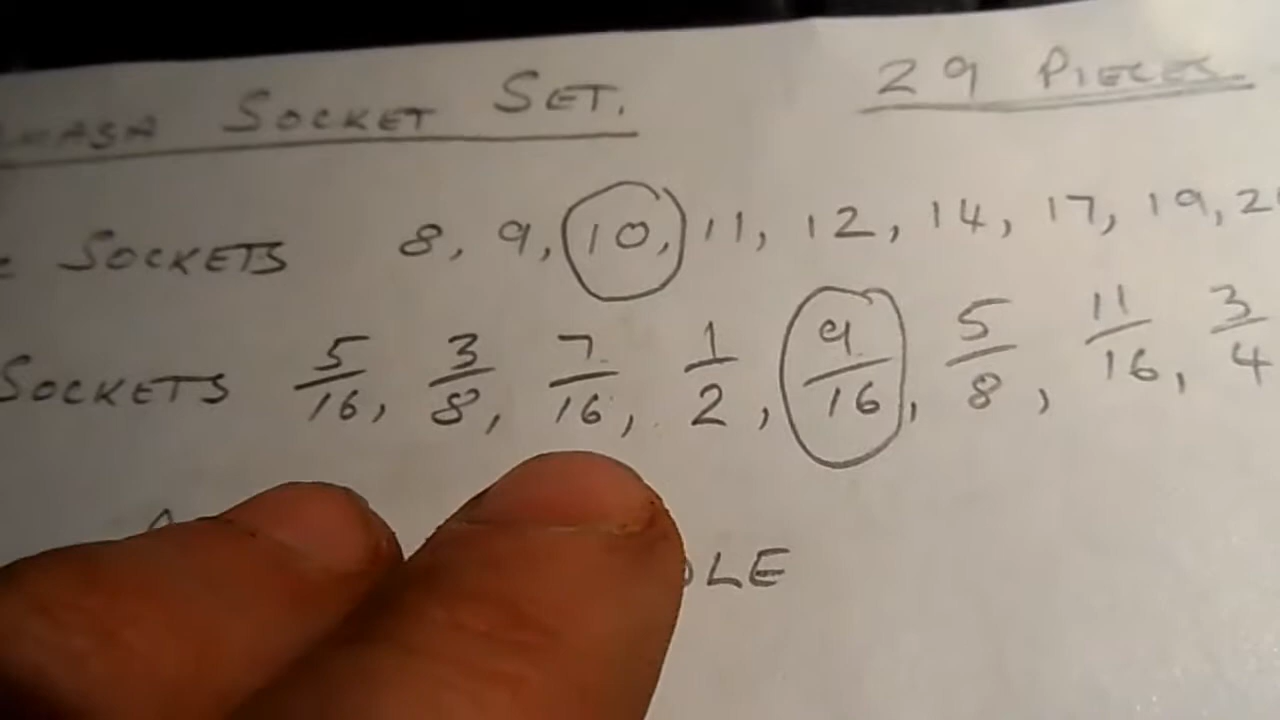 SOCKET SET. 29 PIECES
SOCKETS 8, 9, 10, 11, 12, 14, 17, 19,
SOCKETS 5/16, 3/8, 7/16, 1/2, 9/16, 5/8, 11/16, 3/4